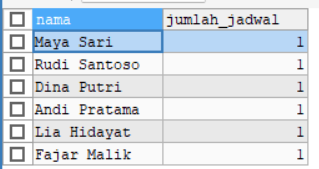 nama jumlah_jadwal
Maya Sari 1
Rudi Santoso 1
Dina Putri 1
Andi Pratama 1
Lia Hidayat 1
Fajar Malik 1